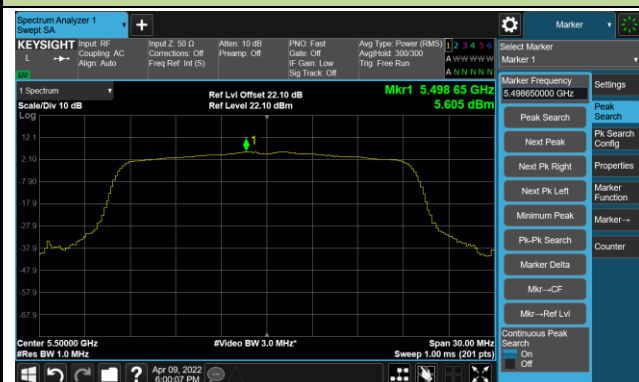 Spectrum Analyzer 1
Swept SA
Marker
KEYSIGHT
L
Input: RF
Coupling: AC
Align: Auto
Input Z: 50 Ω
Corrections: Off
Freq Ref: Int (S)
Atten: 10 dB
Preamp: Off
PNO: Fast
Gate: Off
IF Gain: Low
Sig Track: Off
Avg Type: Power (RMS)
Avg|Hold: 300/300
Trig: Free Run
1 2 3 4 5 6
A W W W W W
A N N N N N
Select Marker
Marker 1
1 Spectrum
Scale/Div 10 dB
Log
Ref Lvl Offset 22.10 dB
Ref Level 22.10 dBm
Mkr1 5.498 65 GHz
5.605 dBm
1
12.1
2.10
-7.90
-17.9
-27.9
-37.9
-47.9
-57.9
-67.9
Center 5.50000 GHz
#Res BW 1.0 MHz
#Video BW 3.0 MHz*
Span 30.00 MHz
Sweep 1.00 ms (201 pts)
Marker Frequency
5.498650000 GHz
Peak Search
Next Peak
Next Pk Right
Next Pk Left
Minimum Peak
Pk-Pk Search
Marker Delta
Mkr→CF
Mkr→Ref Lvl
Continuous Peak
Search
On
Off
Settings
Peak
Search
Pk Search
Config
Properties
Marker
Function
Marker→
Counter
Apr 09, 2022
6:00:07 PM